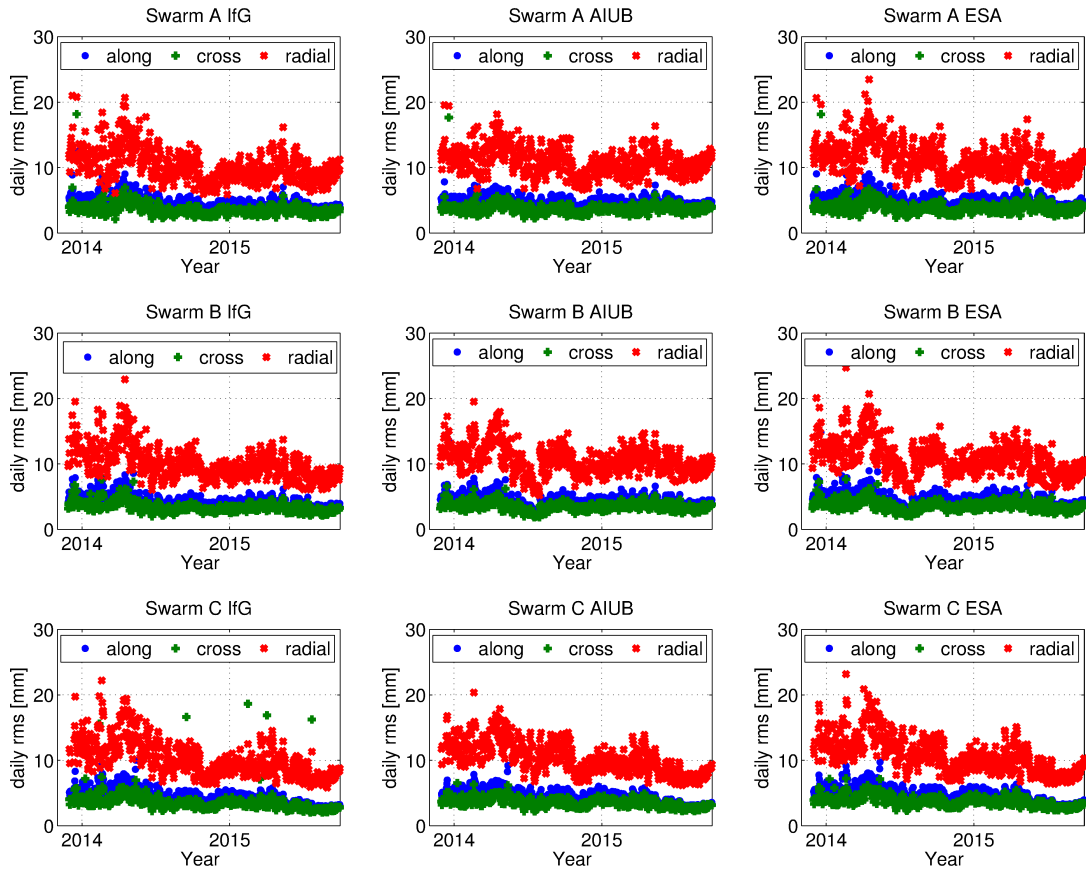 Swarm A IfG
30
20
10
0
daily rms [mm]
along cross radial
2014 2015
Year
Swarm A AIUB
30
20
10
0
daily rms [mm]
along cross radial
2014 2015
Year
Swarm A ESA
30
20
10
0
daily rms [mm]
along cross radial
2014 2015
Year
Swarm B IfG
30
20
10
0
daily rms [mm]
along cross radial
2014 2015
Year
Swarm B AIUB
30
20
10
0
daily rms [mm]
along cross radial
2014 2015
Year
Swarm B ESA
30
20
10
0
daily rms [mm]
along cross radial
2014 2015
Year
Swarm C IfG
30
20
10
0
daily rms [mm]
along cross radial
2014 2015
Year
Swarm C AIUB
30
20
10
0
daily rms [mm]
along cross radial
2014 2015
Year
Swarm C ESA
30
20
10
0
daily rms [mm]
along cross radial
2014 2015
Year